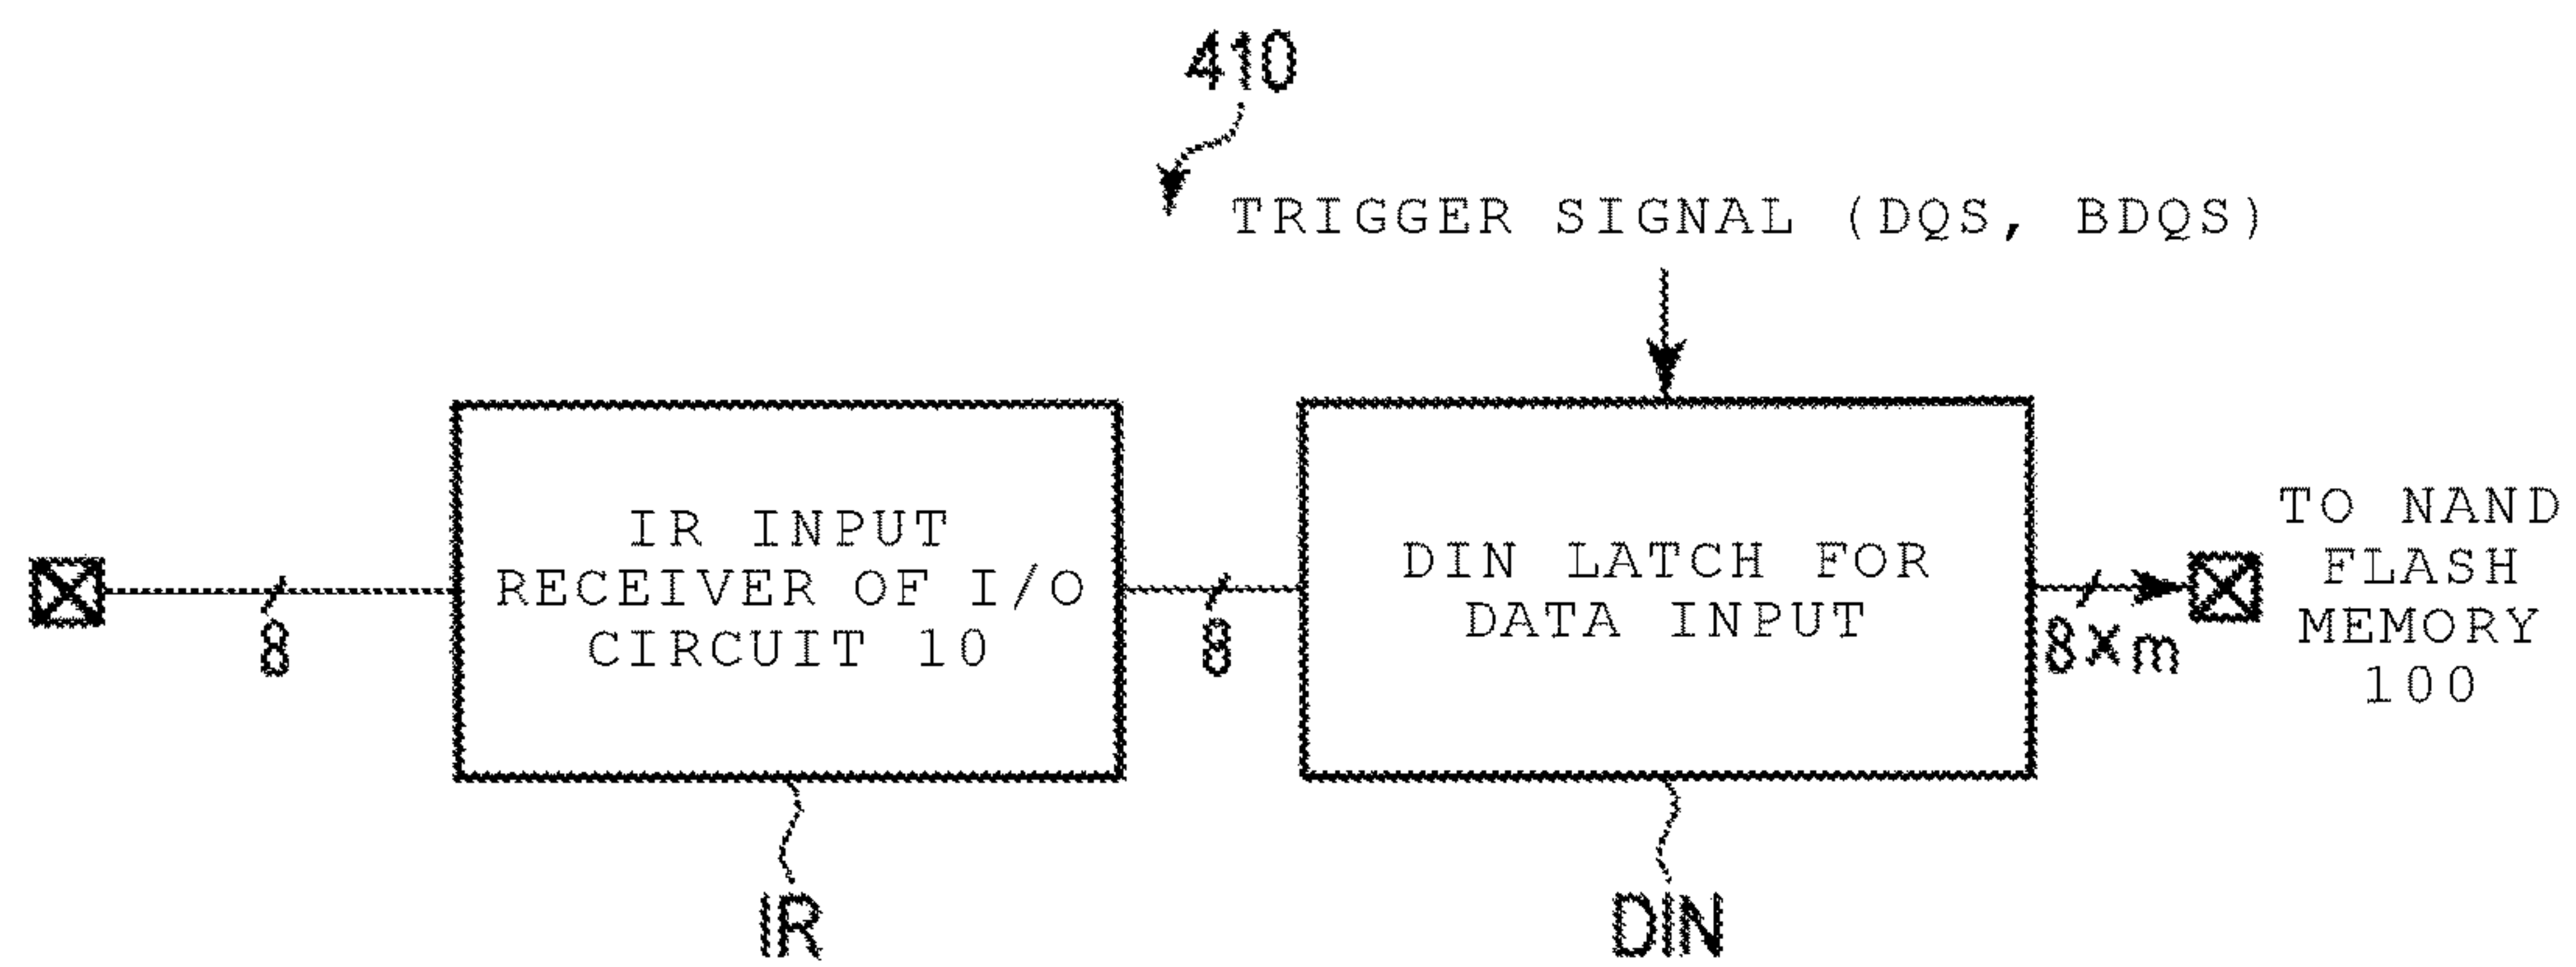 410
TRIGGER SIGNAL (DQS, BDQS)
IR INPUT
RECEIVER OF I/O
CIRCUIT 10
DIN LATCH FOR
DATA INPUT
TO NAND
FLASH
MEMORY
100
8
8
8×m
IR
DIN